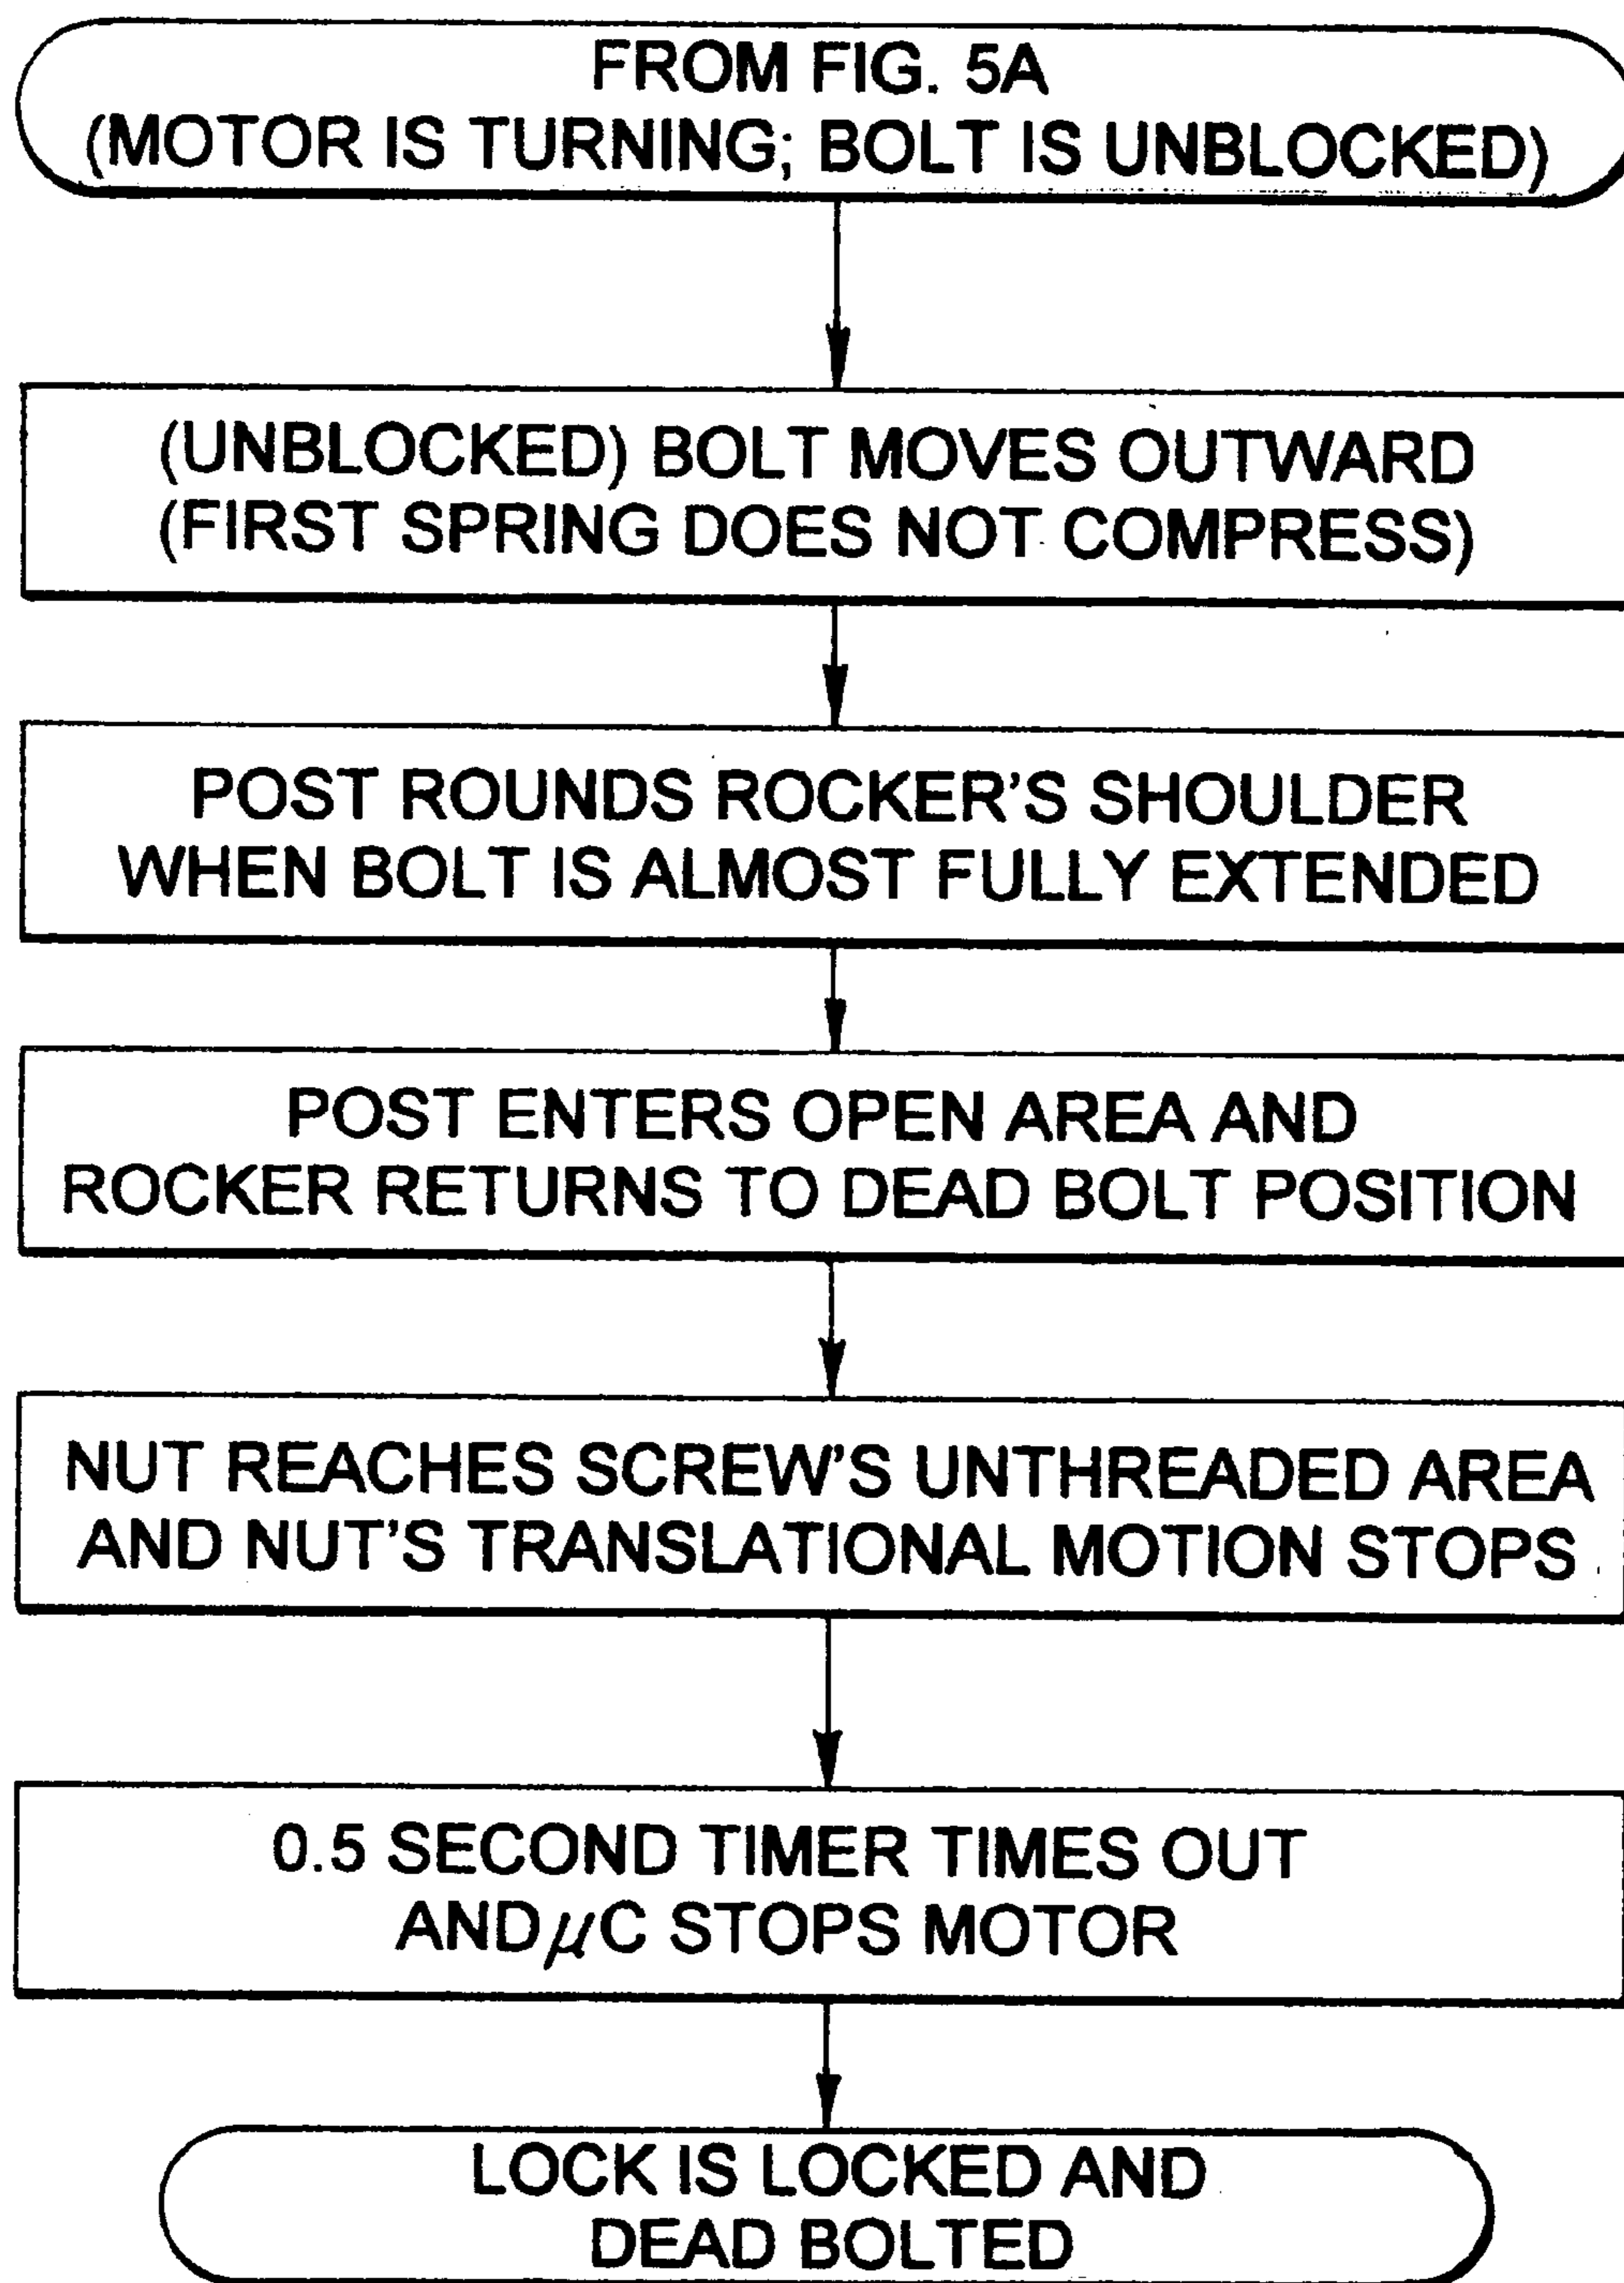 FROM FIG. 5A
(MOTOR IS TURNING; BOLT IS UNBLOCKED)
(UNBLOCKED) BOLT MOVES OUTWARD
(FIRST SPRING DOES NOT COMPRESS)
POST ROUNDS ROCKER'S SHOULDER
WHEN BOLT IS ALMOST FULLY EXTENDED
POST ENTERS OPEN AREA AND
ROCKER RETURNS TO DEAD BOLT POSITION
NUT REACHES SCREW'S UNTHREADED AREA
AND NUT'S TRANSLATIONAL MOTION STOPS
0.5 SECOND TIMER TIMES OUT
AND μC STOPS MOTOR
LOCK IS LOCKED AND
DEAD BOLTED